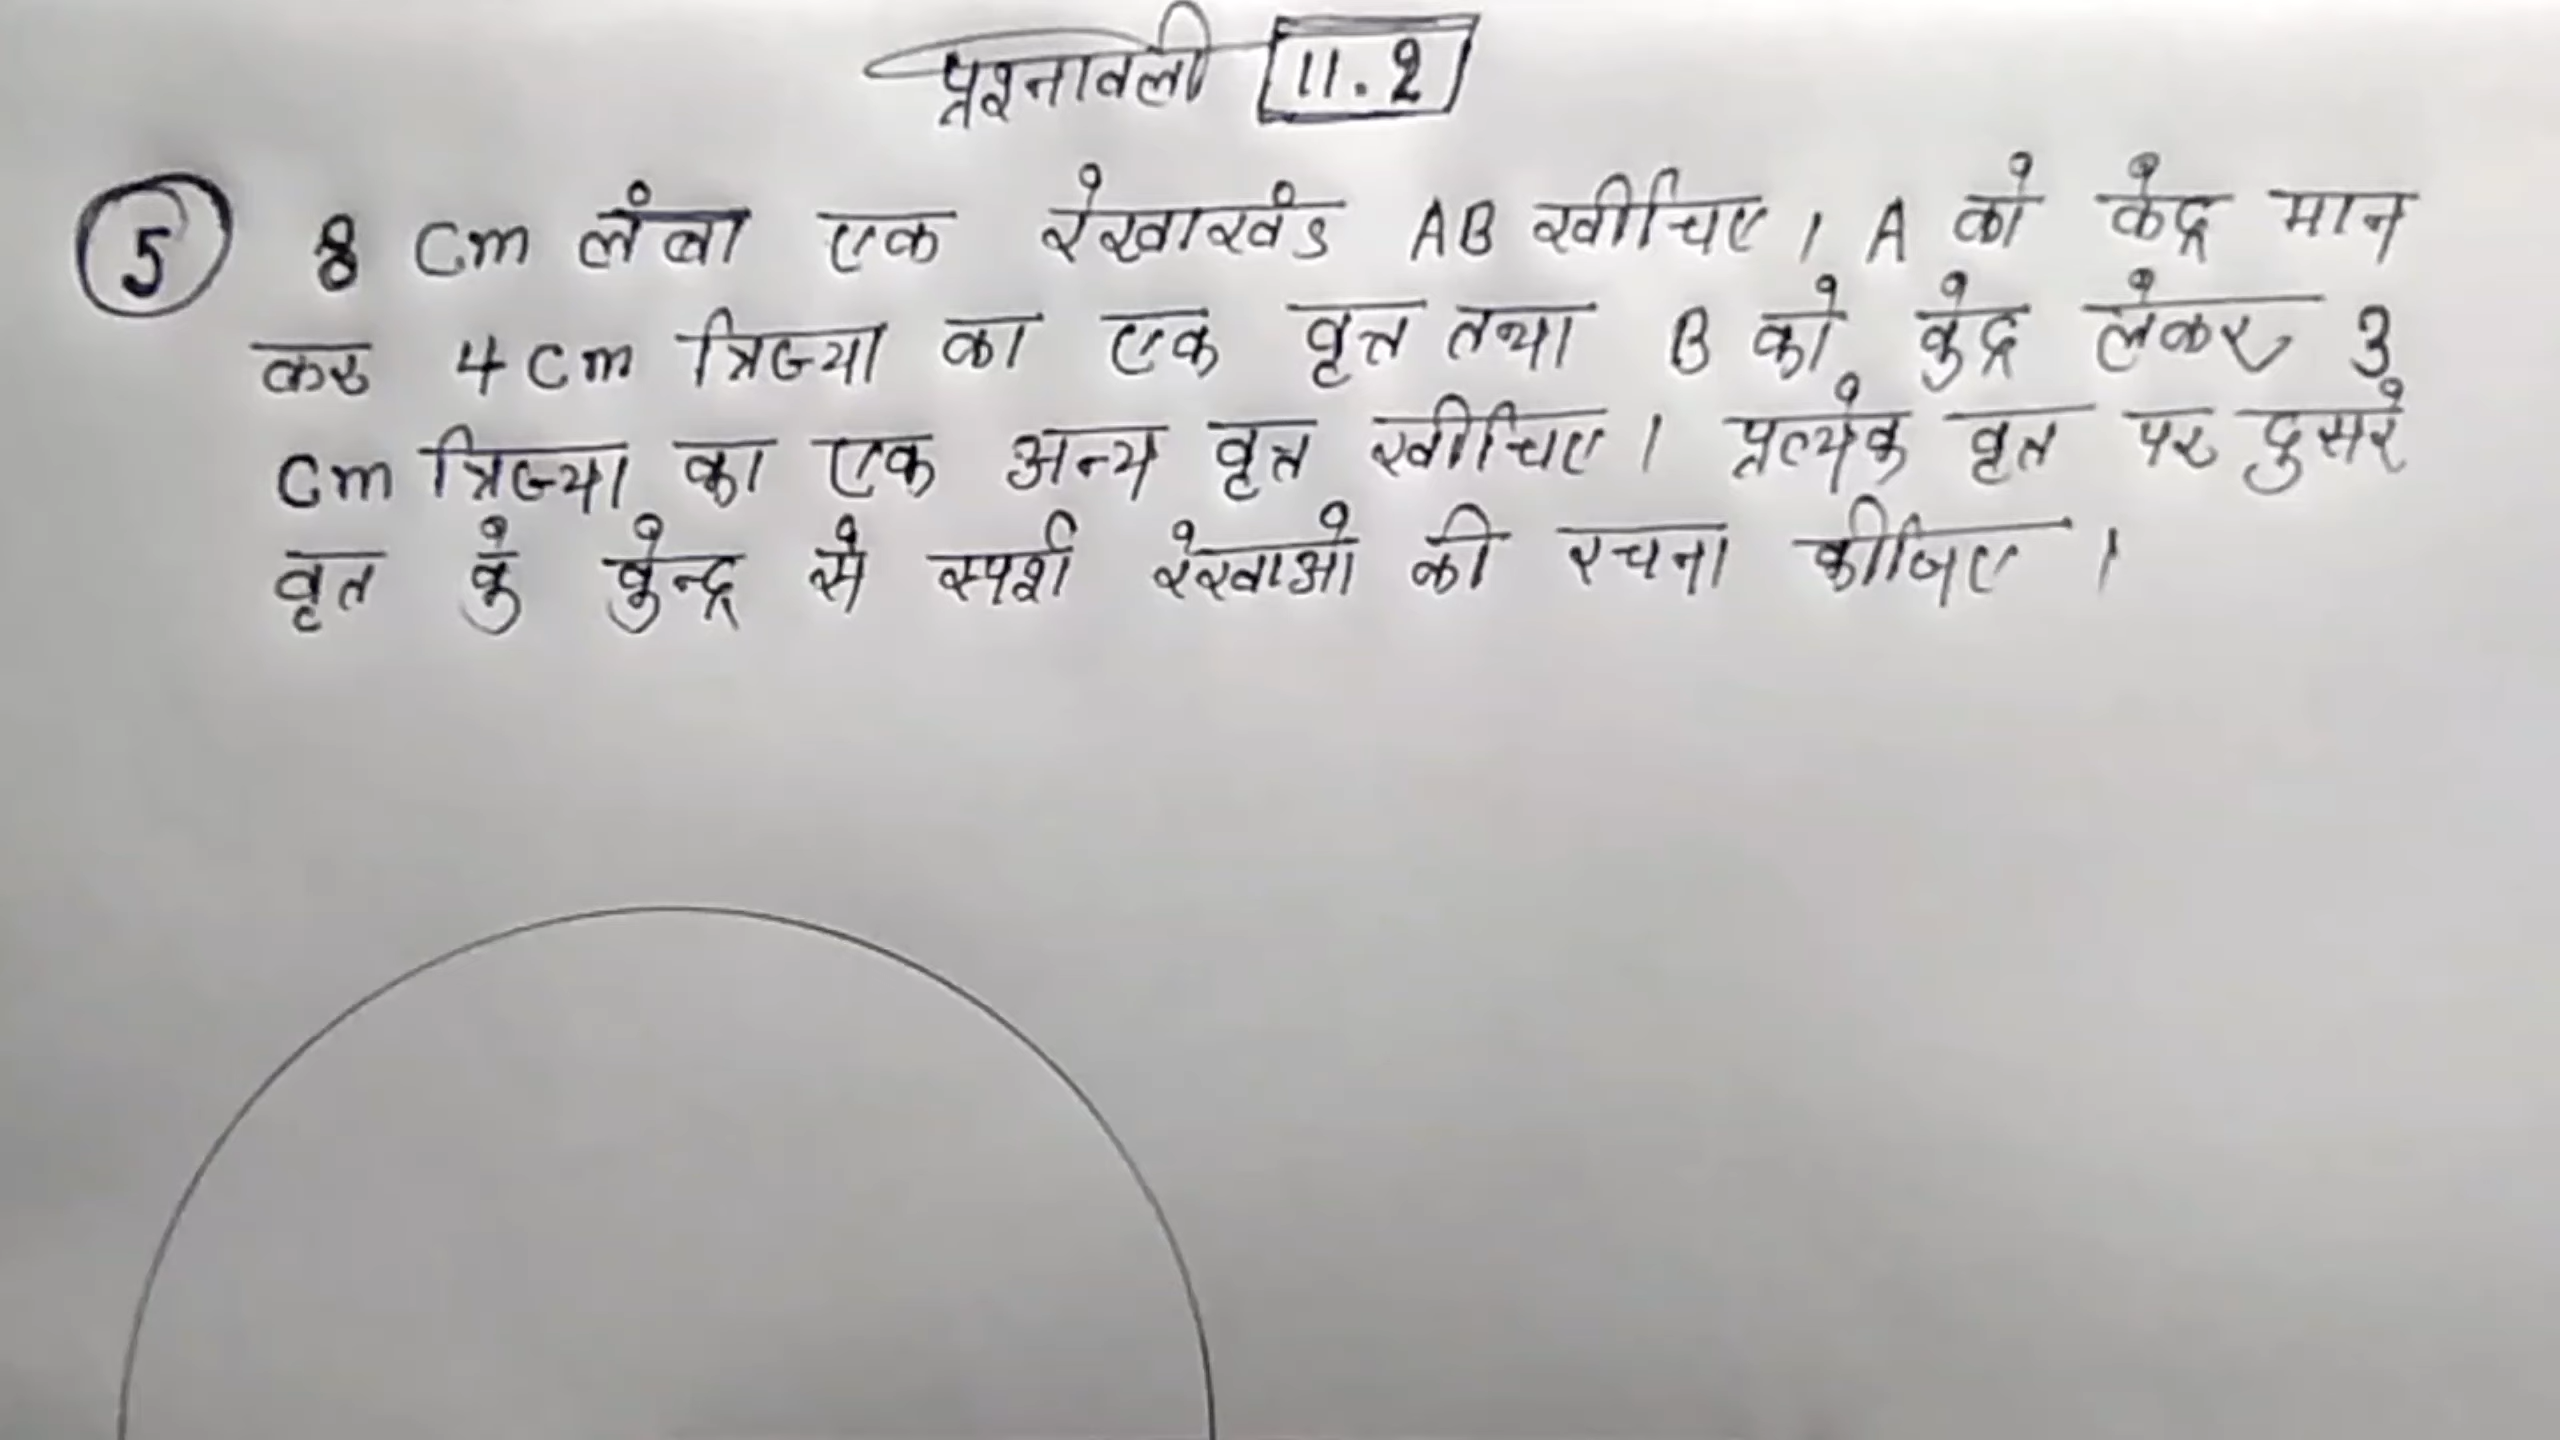 प्रश्नावली 11.2
5 8 cm लंबा एक रेखाखंड AB खींचिए। A को केंद्र मान
कर 4 cm त्रिज्या का एक वृत्त तथा B को केंद्र लेकर 3
cm त्रिज्या का एक अन्य वृत्त खींचिए। प्रत्येक वृत पर दुसरे
वृत के केन्द्र से स्पर्श रेखाओ की रचना कीजिए।